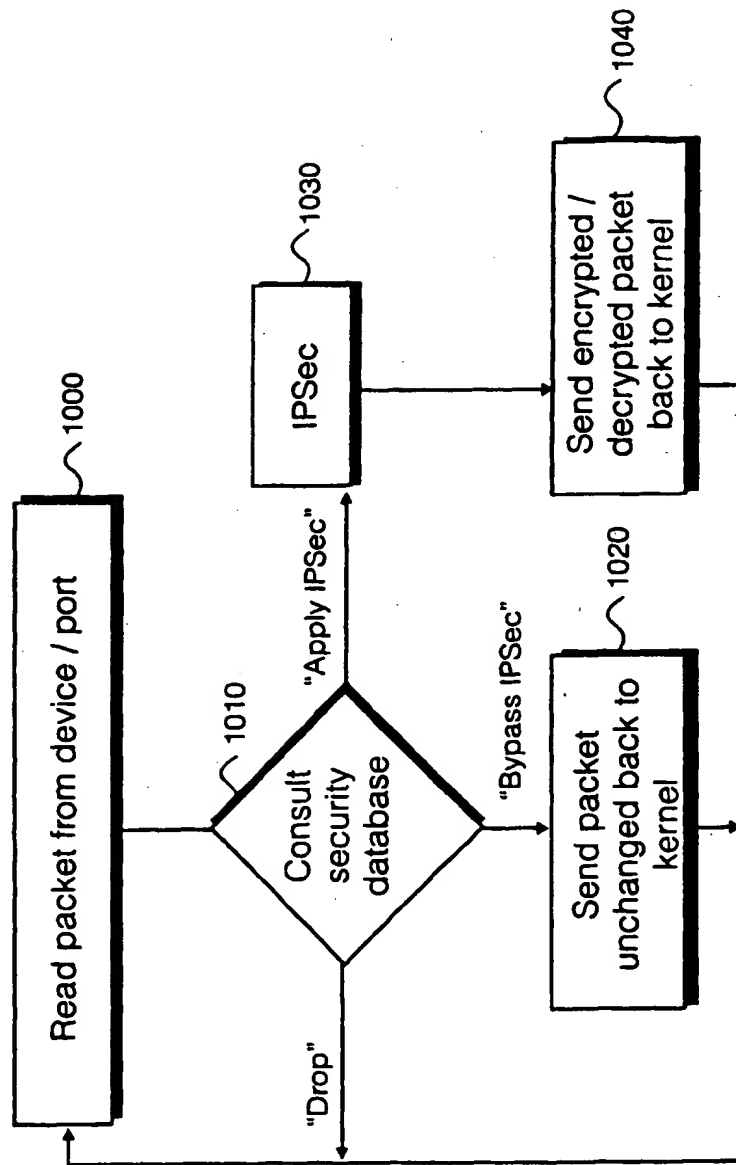 Read packet from device / port
1000
Consult
security
database
1010
"Drop"
"Apply IPSec"
IPSec
1030
"Bypass IPSec"
Send packet
unchanged back to
kernel
1020
Send encrypted /
decrypted packet
back to kernel
1040